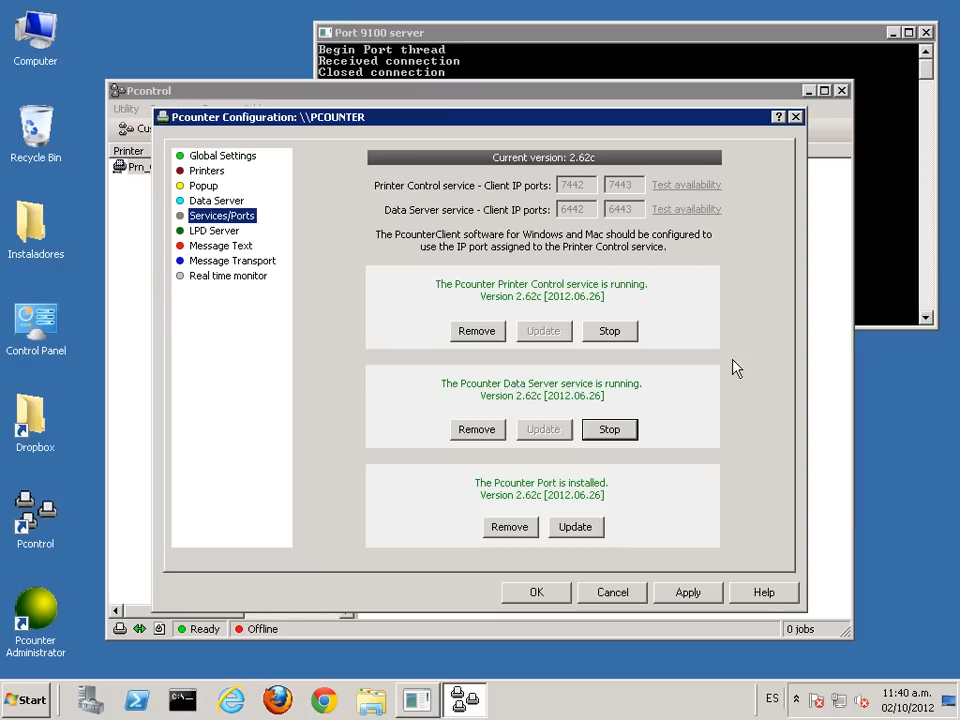 Computer
Recycle Bin
Instaladores
Control Panel
Dropbox
Pcontrol
Pcounter
Administrator
Port 9100 server
Begin Port thread
Received connection
Closed connection
Pcontrol
Utility
Cus
Printer
Prn_
Pcounter Configuration: \\PCOUNTER
Global Settings
Printers
Popup
Data Server
Services/Ports
LPD Server
Message Text
Message Transport
Real time monitor
Current version: 2.62c
Printer Control service - Client IP ports: 7442 7443 Test availability
Data Server service - Client IP ports: 6442 6443 Test availability
The PcounterClient software for Windows and Mac should be configured to
use the IP port assigned to the Printer Control service.
The Pcounter Printer Control service is running.
Version 2.62c [2012.06.26]
Remove Update Stop
The Pcounter Data Server service is running.
Version 2.62c [2012.06.26]
Remove Update Stop
The Pcounter Port is installed.
Version 2.62c [2012.06.26]
Remove Update
OK Cancel Apply Help
Ready Offline 0 jobs
Start ES 11:40 a.m.
02/10/2012